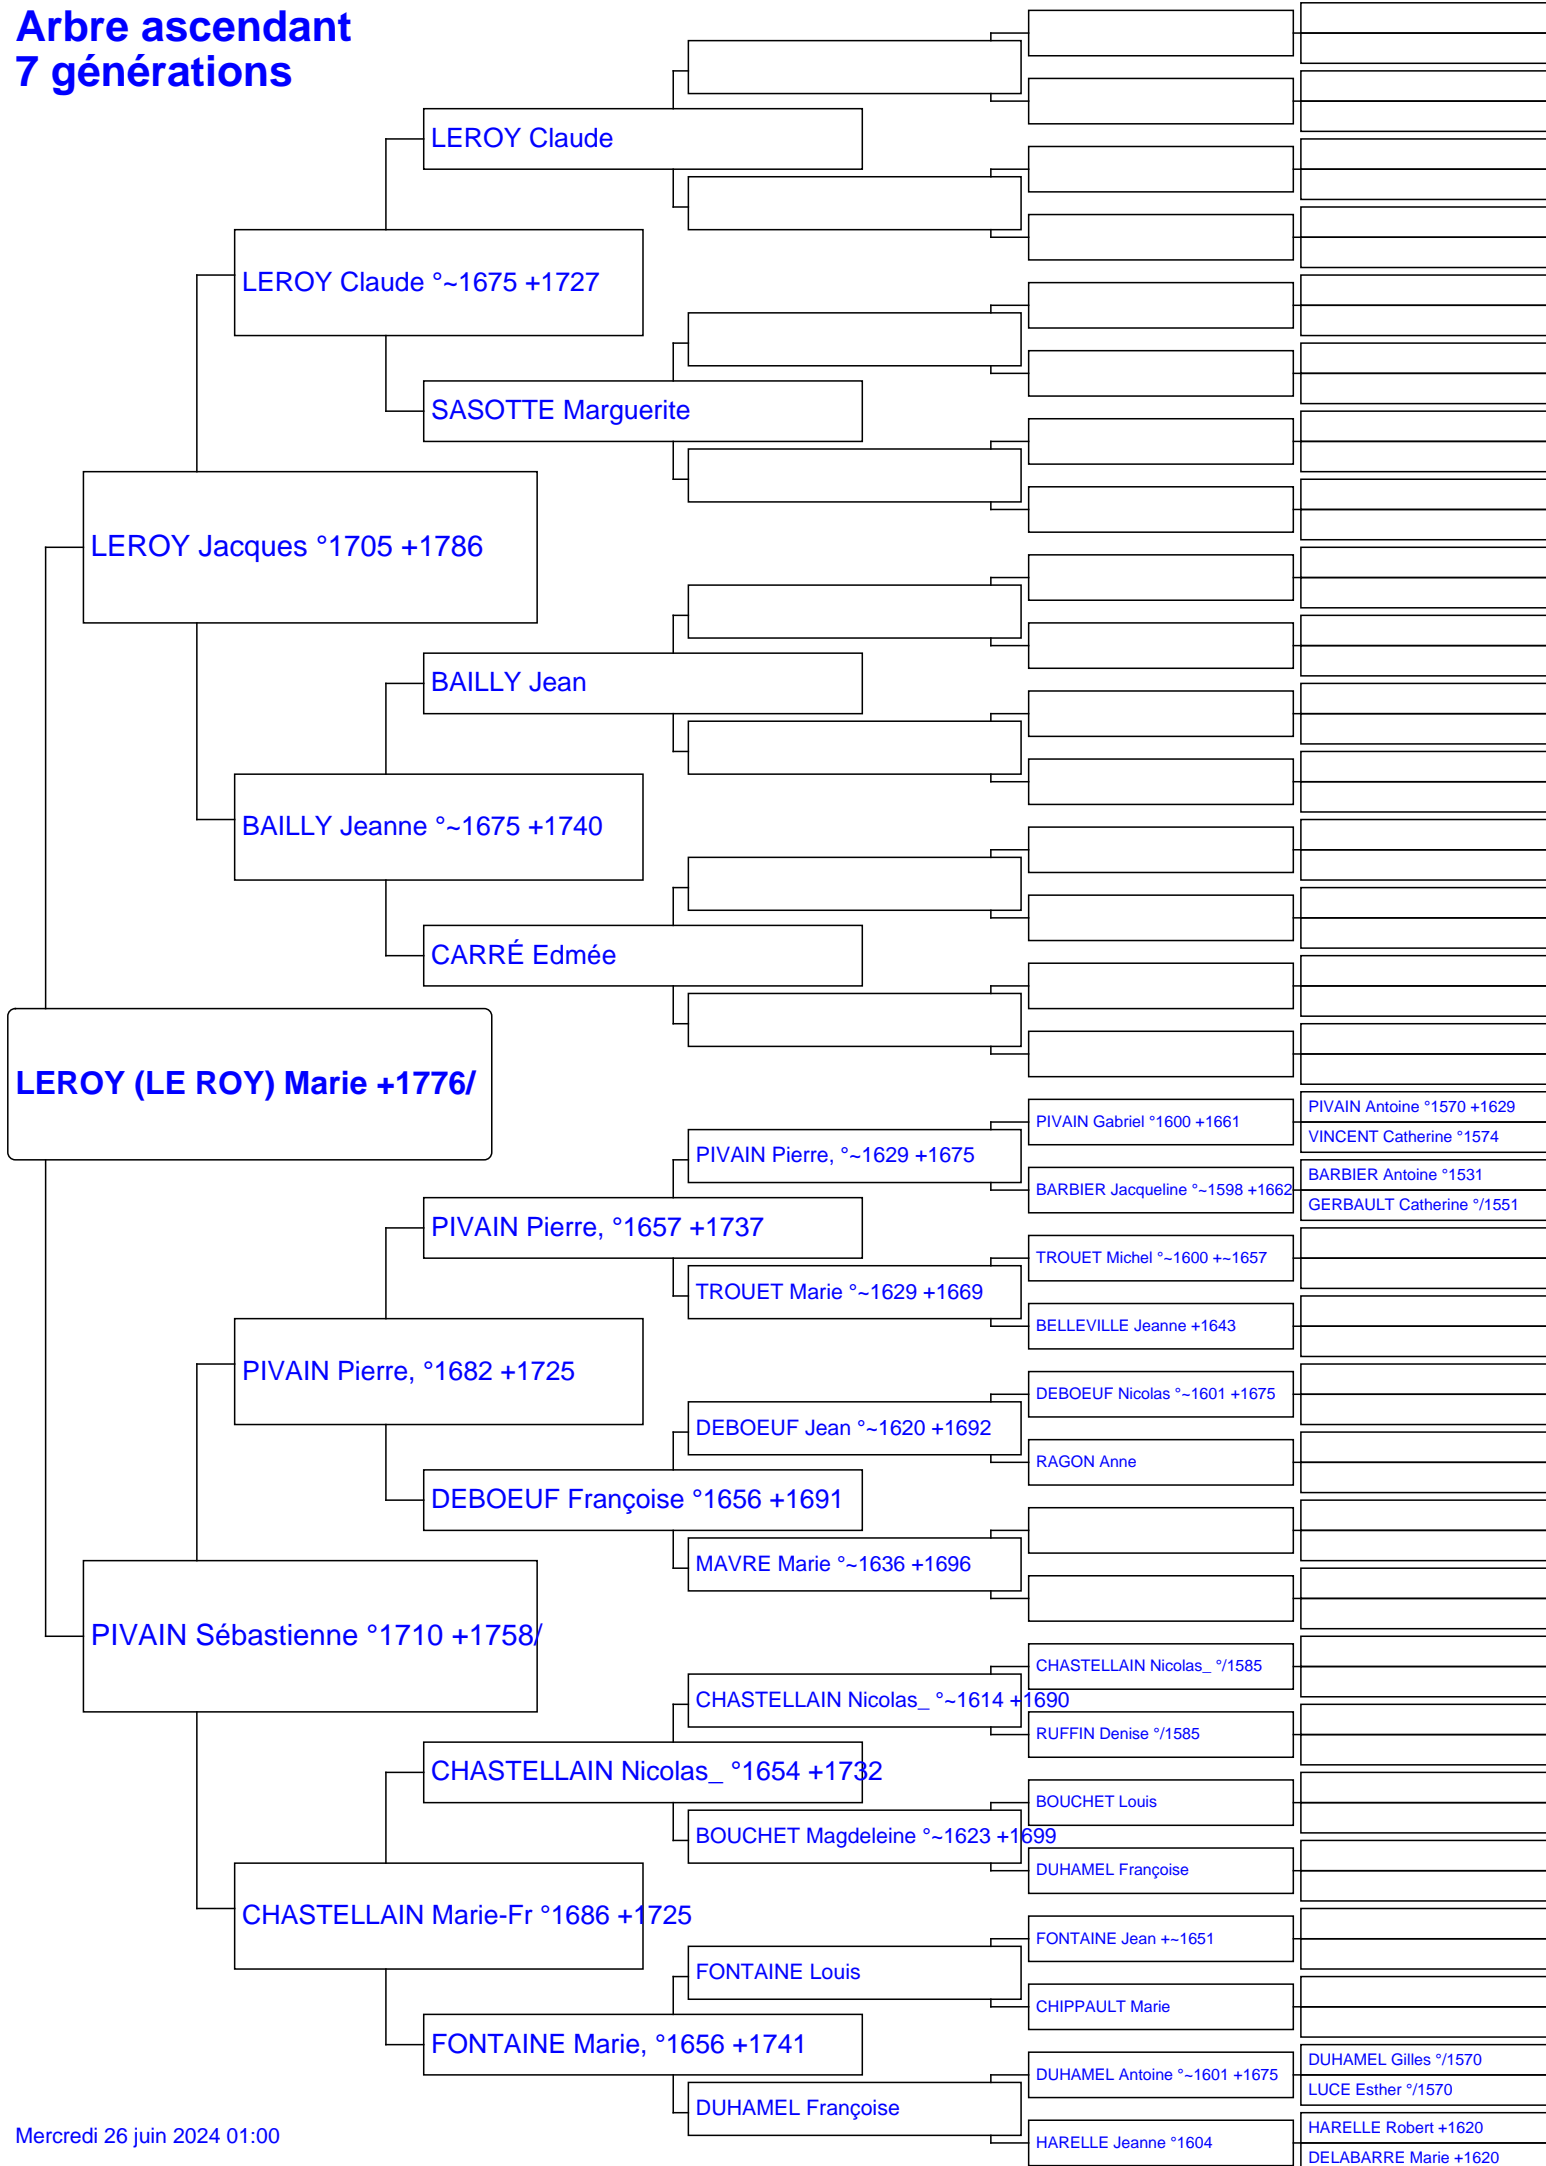 Arbre ascendant
7 générations
LEROY Claude
LEROY Claude °~1675 +1727
SASOTTE Marguerite
LEROY Jacques °1705 +1786
BAILLY Jean
BAILLY Jeanne °~1675 +1740
CARRÉ Edmée
LEROY (LE ROY) Marie +1776/
PIVAIN Antoine °1570 +1629
PIVAIN Gabriel °1600 +1661
VINCENT Catherine °1574
PIVAIN Pierre, °~1629 +1675
BARBIER Antoine °1531
BARBIER Jacqueline °~1598 +1662
GERBAULT Catherine °/1551
PIVAIN Pierre, °1657 +1737
TROUET Michel °~1600 +~1657
TROUET Marie °~1629 +1669
BELLEVILLE Jeanne +1643
PIVAIN Pierre, °1682 +1725
DEBOEUF Nicolas °~1601 +1675
DEBOEUF Jean °~1620 +1692
RAGON Anne
DEBOEUF Françoise °1656 +1691
MAVRE Marie °~1636 +1696
PIVAIN Sébastienne °1710 +1758/
CHASTELLAIN Nicolas_ °/1585
CHASTELLAIN Nicolas_ °~1614 +1690
RUFFIN Denise °/1585
CHASTELLAIN Nicolas_ °1654 +1732
BOUCHET Louis
BOUCHET Magdeleine °~1623 +1699
DUHAMEL Françoise
CHASTELLAIN Marie-Fr °1686 +1725
FONTAINE Jean +~1651
FONTAINE Louis
CHIPPAULT Marie
FONTAINE Marie, °1656 +1741
DUHAMEL Gilles °/1570
DUHAMEL Antoine °~1601 +1675
LUCE Esther °/1570
DUHAMEL Françoise
HARELLE Robert +1620
HARELLE Jeanne °1604
DELABARRE Marie +1620
Mercredi 26 juin 2024 01:00